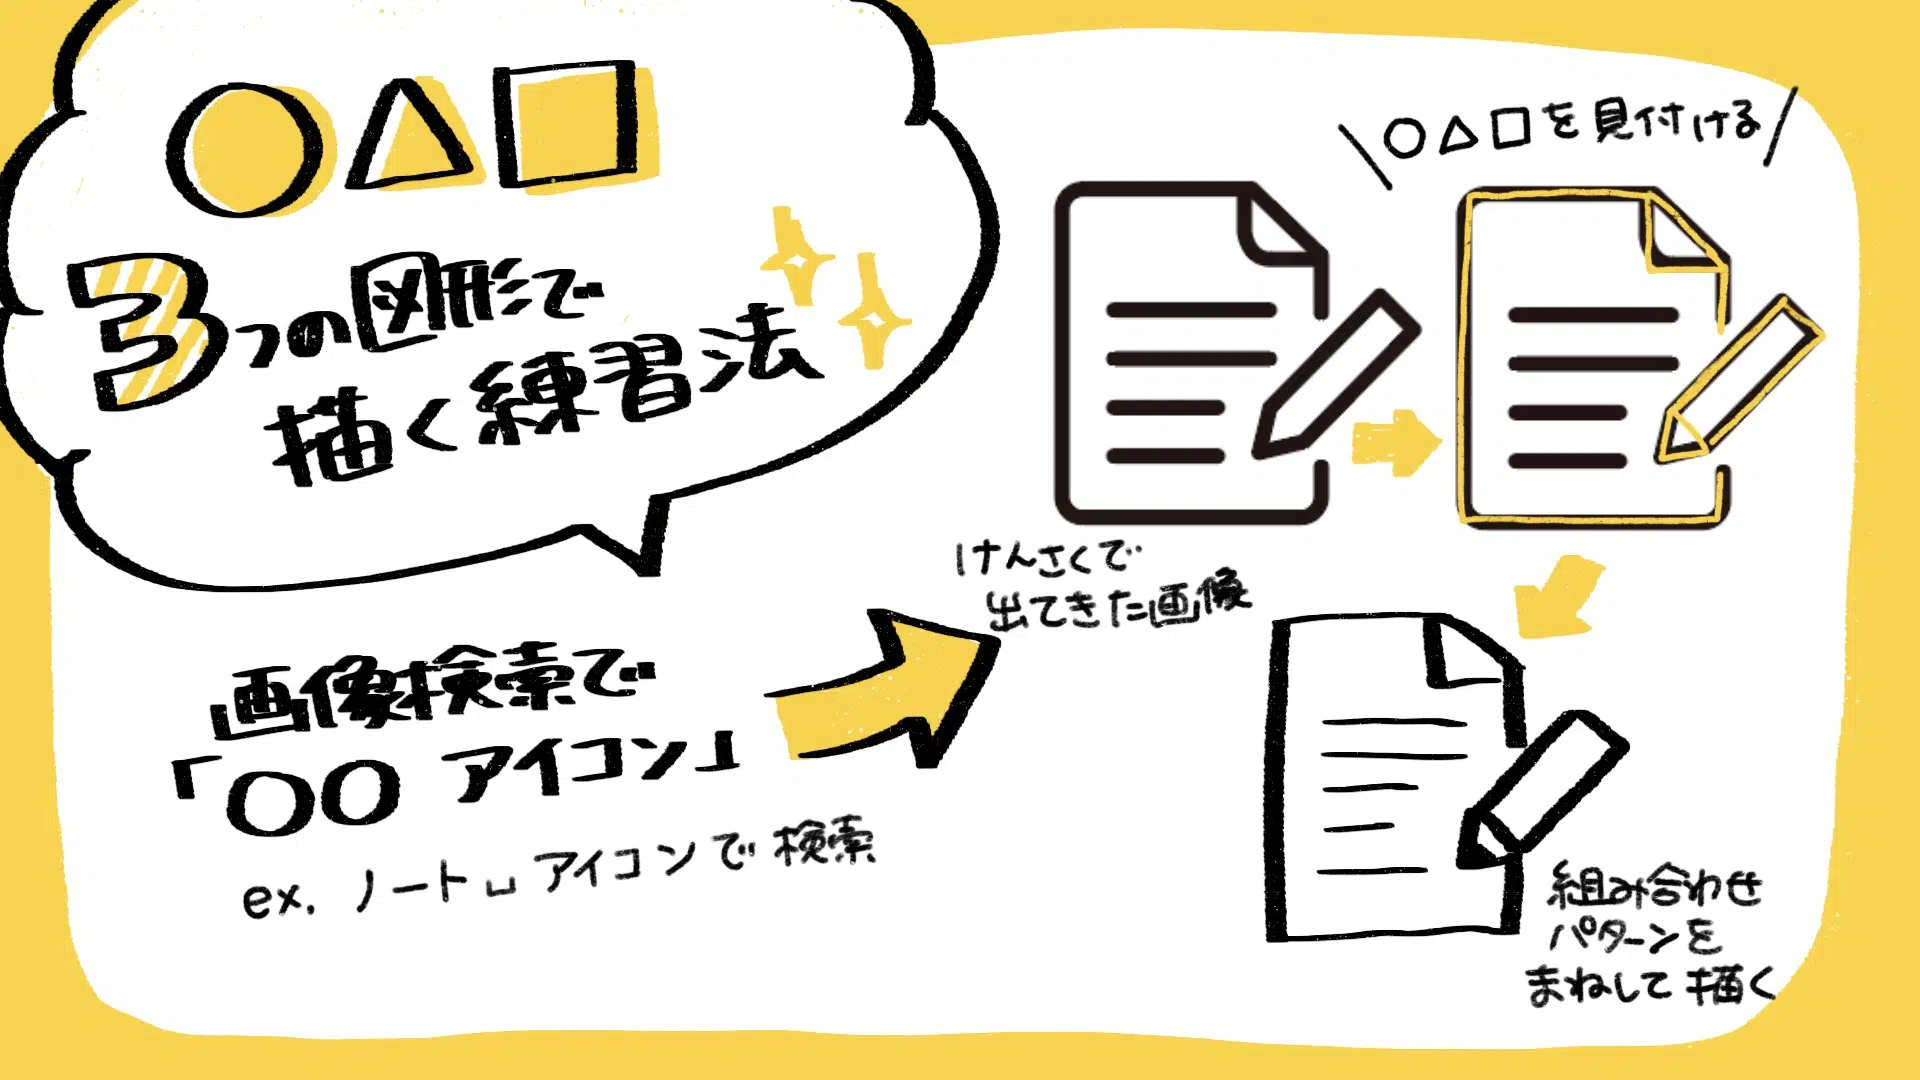 ○△□
3つの図形で
描く練習法
画像検索で
「○○ アイコン」
ex. ノート␣アイコンで検索
けんさくで
出てきた画像
\○△□を見付ける/
組み合わせ
パターンを
まねして描く